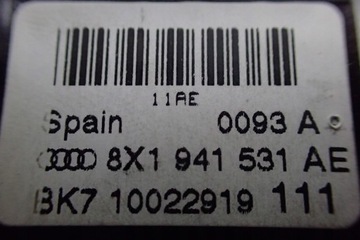 11AE
Spain 0093 A
8X1 941 531 AE
BK7 10022919 111